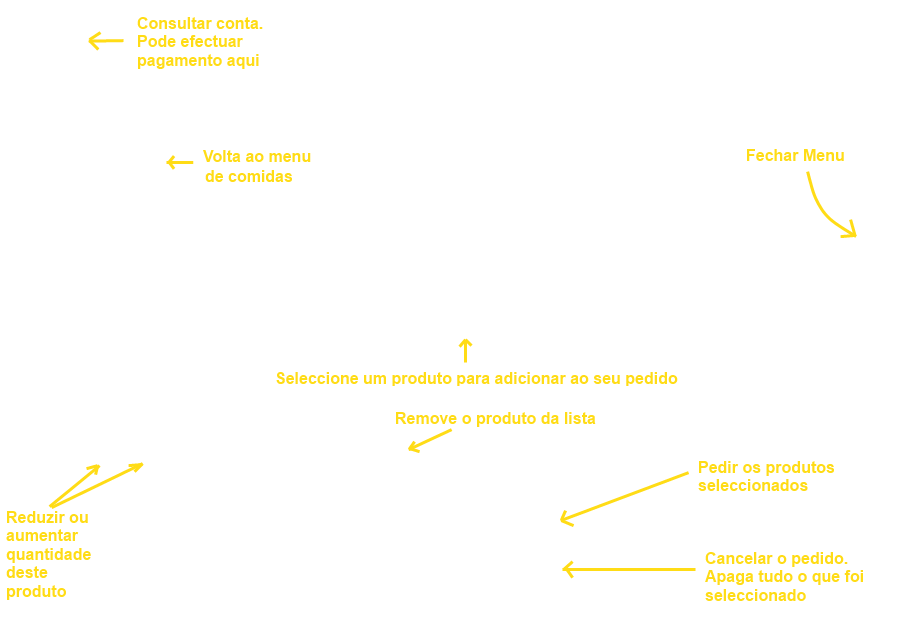 Consultar conta.
Pode efectuar
pagamento aqui
Volta ao menu
de comidas
Fechar Menu
Seleccione um produto para adicionar ao seu pedido
Remove o produto da lista
Pedir os produtos
seleccionados
Reduzir ou
aumentar
quantidade
deste
produto
Cancelar o pedido.
Apaga tudo o que foi
seleccionado